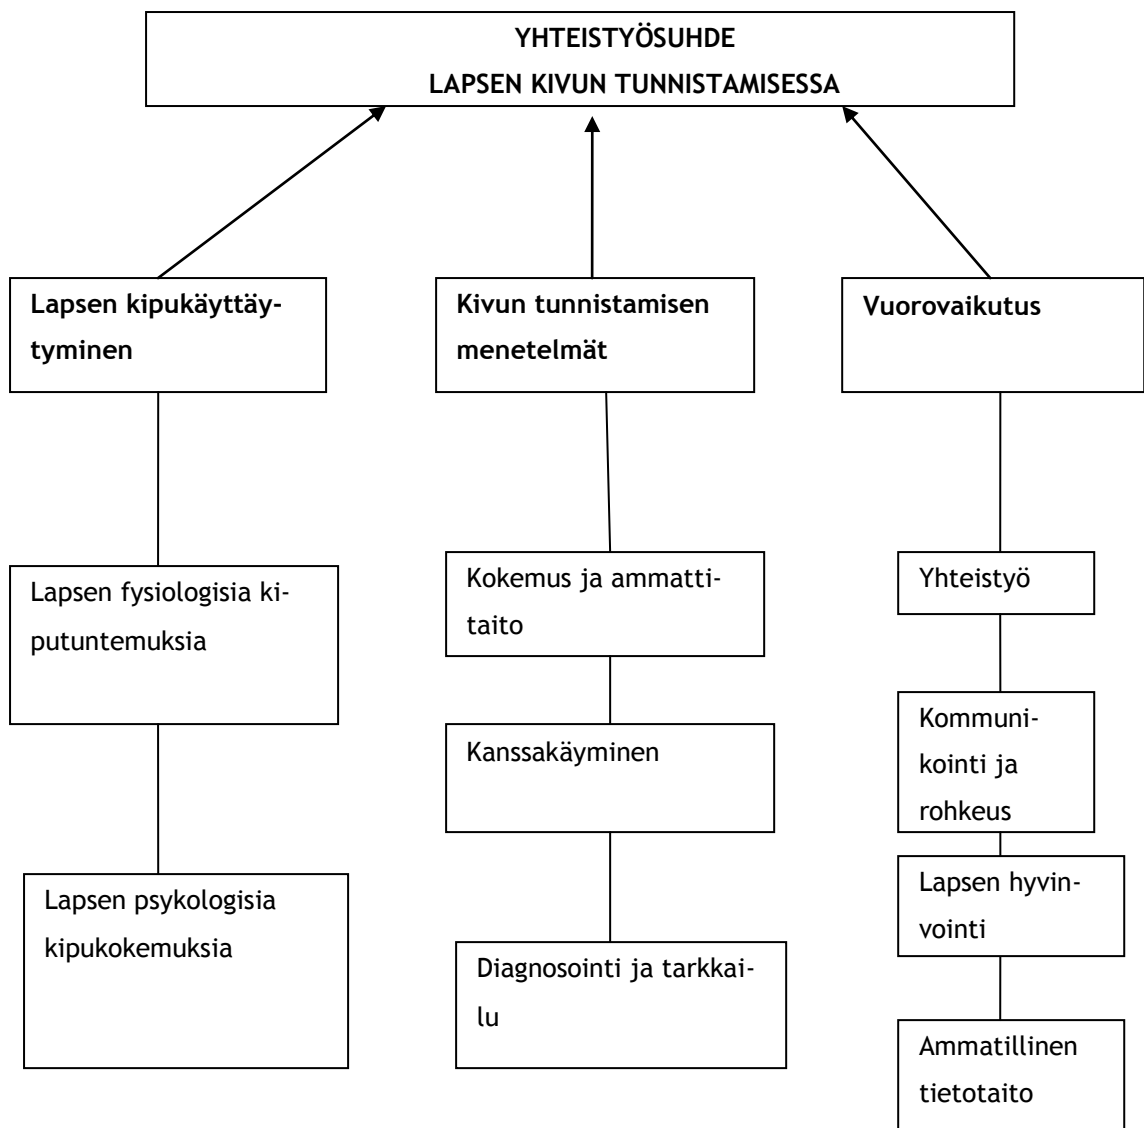 YHTEISTYÖSUHDE
LAPSEN KIVUN TUNNISTAMISESSA
Lapsen kipukäyttäy-
tyminen
Kivun tunnistamisen
menetelmät
Vuorovaikutus
Lapsen fysiologisia ki-
putuntemuksia
Lapsen psykologisia
kipukokemuksia
Kokemus ja ammatti-
taito
Kanssakäyminen
Diagnosointi ja tarkkai-
lu
Yhteistyö
Kommuni-
kointi ja
rohkeus
Lapsen hyvin-
vointi
Ammatillinen
tietotaito